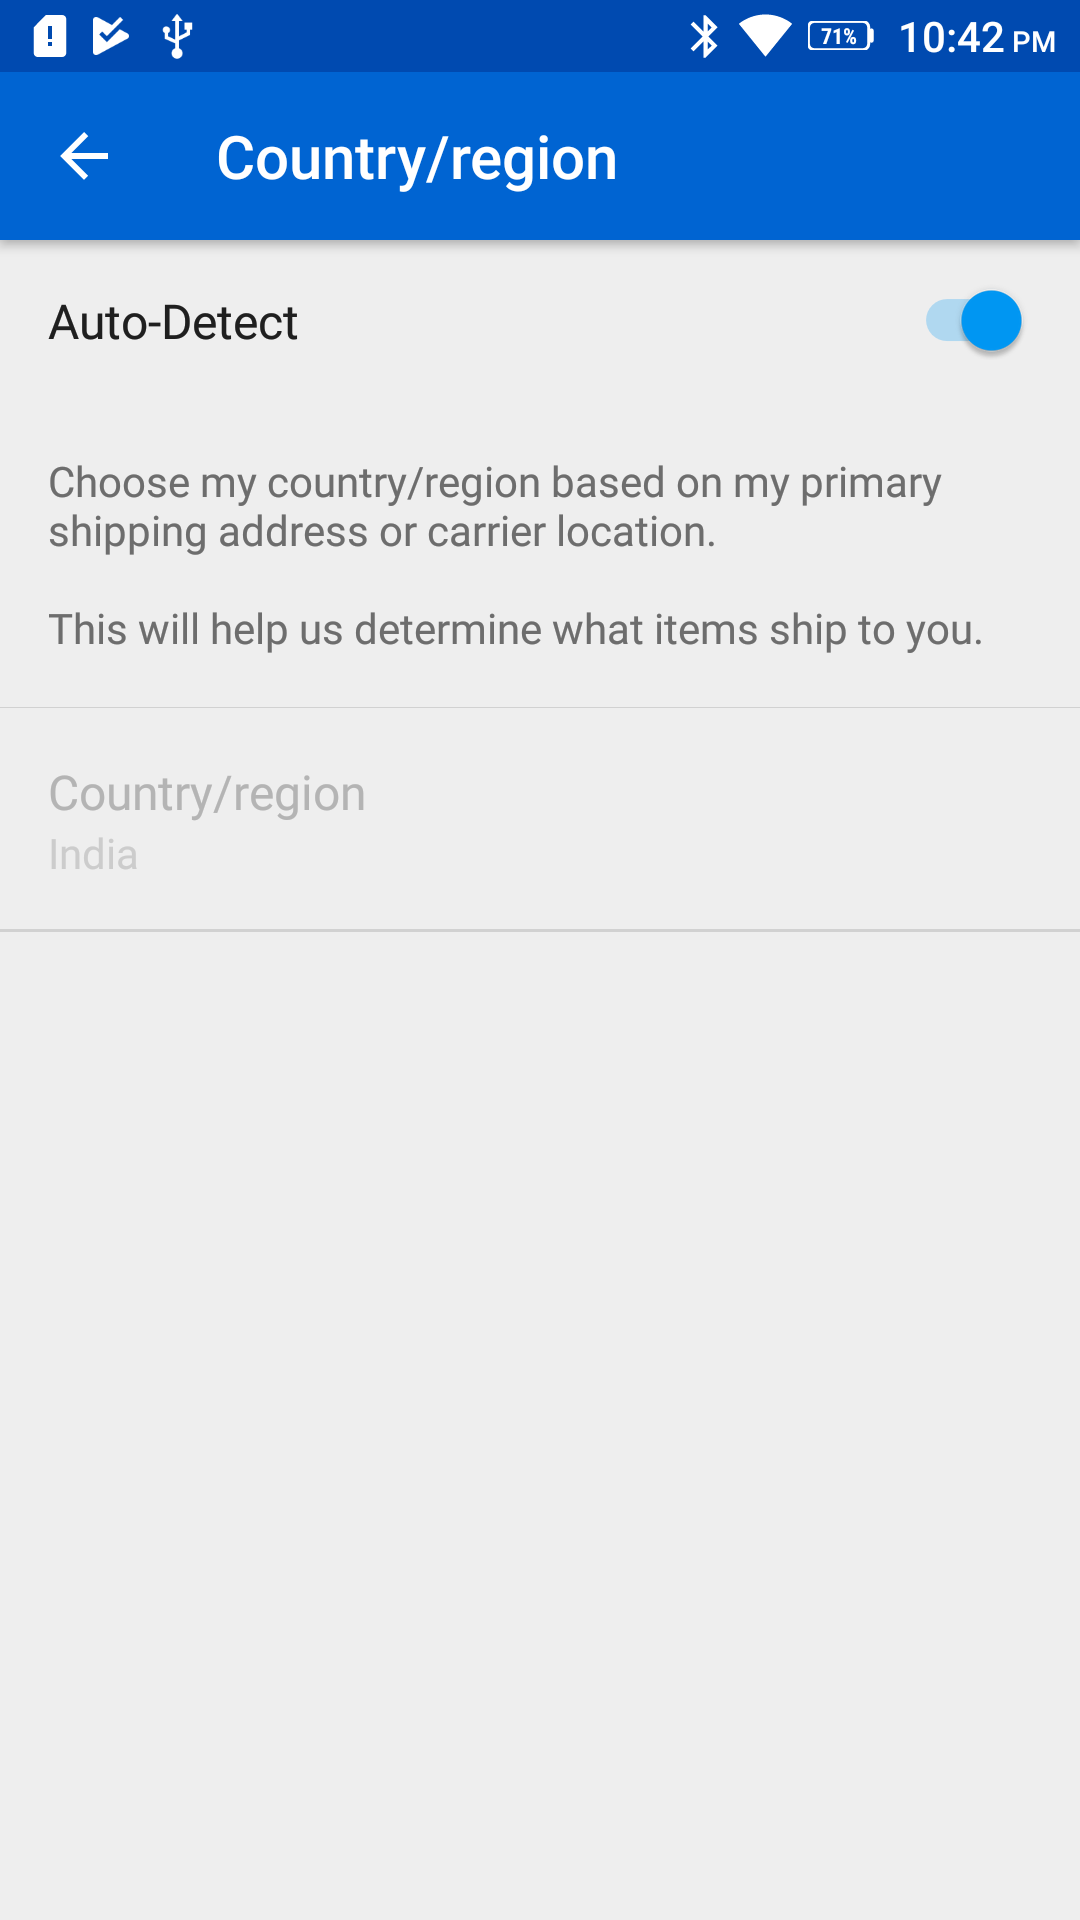 71% 10:42 PM
Country/region
Auto-Detect
Choose my country/region based on my primary
shipping address or carrier location.
This will help us determine what items ship to you.
Country/region
India